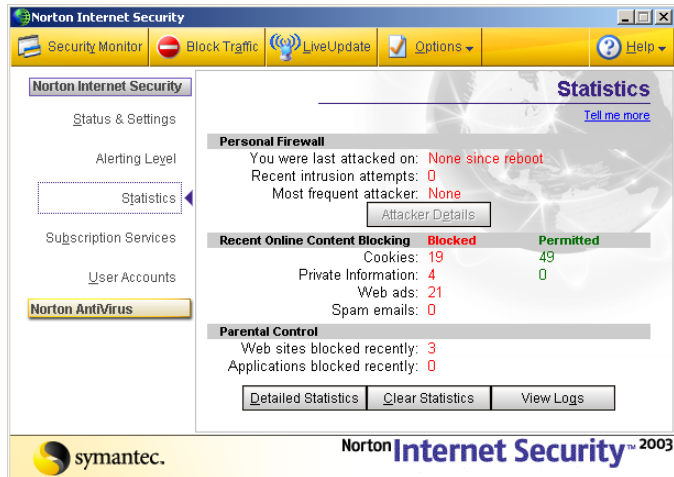 Norton Internet Security
Security Monitor Block Traffic LiveUpdate Options Help
Norton Internet Security
Status & Settings
Alerting Level
Statistics
Subscription Services
User Accounts
Norton AntiVirus
Statistics
Tell me more
Personal Firewall
You were last attacked on: None since reboot
Recent intrusion attempts: 0
Most frequent attacker: None
Attacker Details
Recent Online Content Blocking Blocked Permitted
Cookies: 19 49
Private Information: 4 0
Web ads: 21
Spam emails: 0
Parental Control
Web sites blocked recently: 3
Applications blocked recently: 0
Detailed Statistics Clear Statistics View Logs
symantec. Norton Internet Security™ 2003